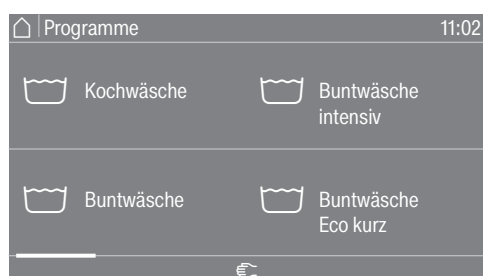 Programme 11:02
Kochwäsche
Buntwäsche
intensiv
Buntwäsche
Buntwäsche
Eco kurz